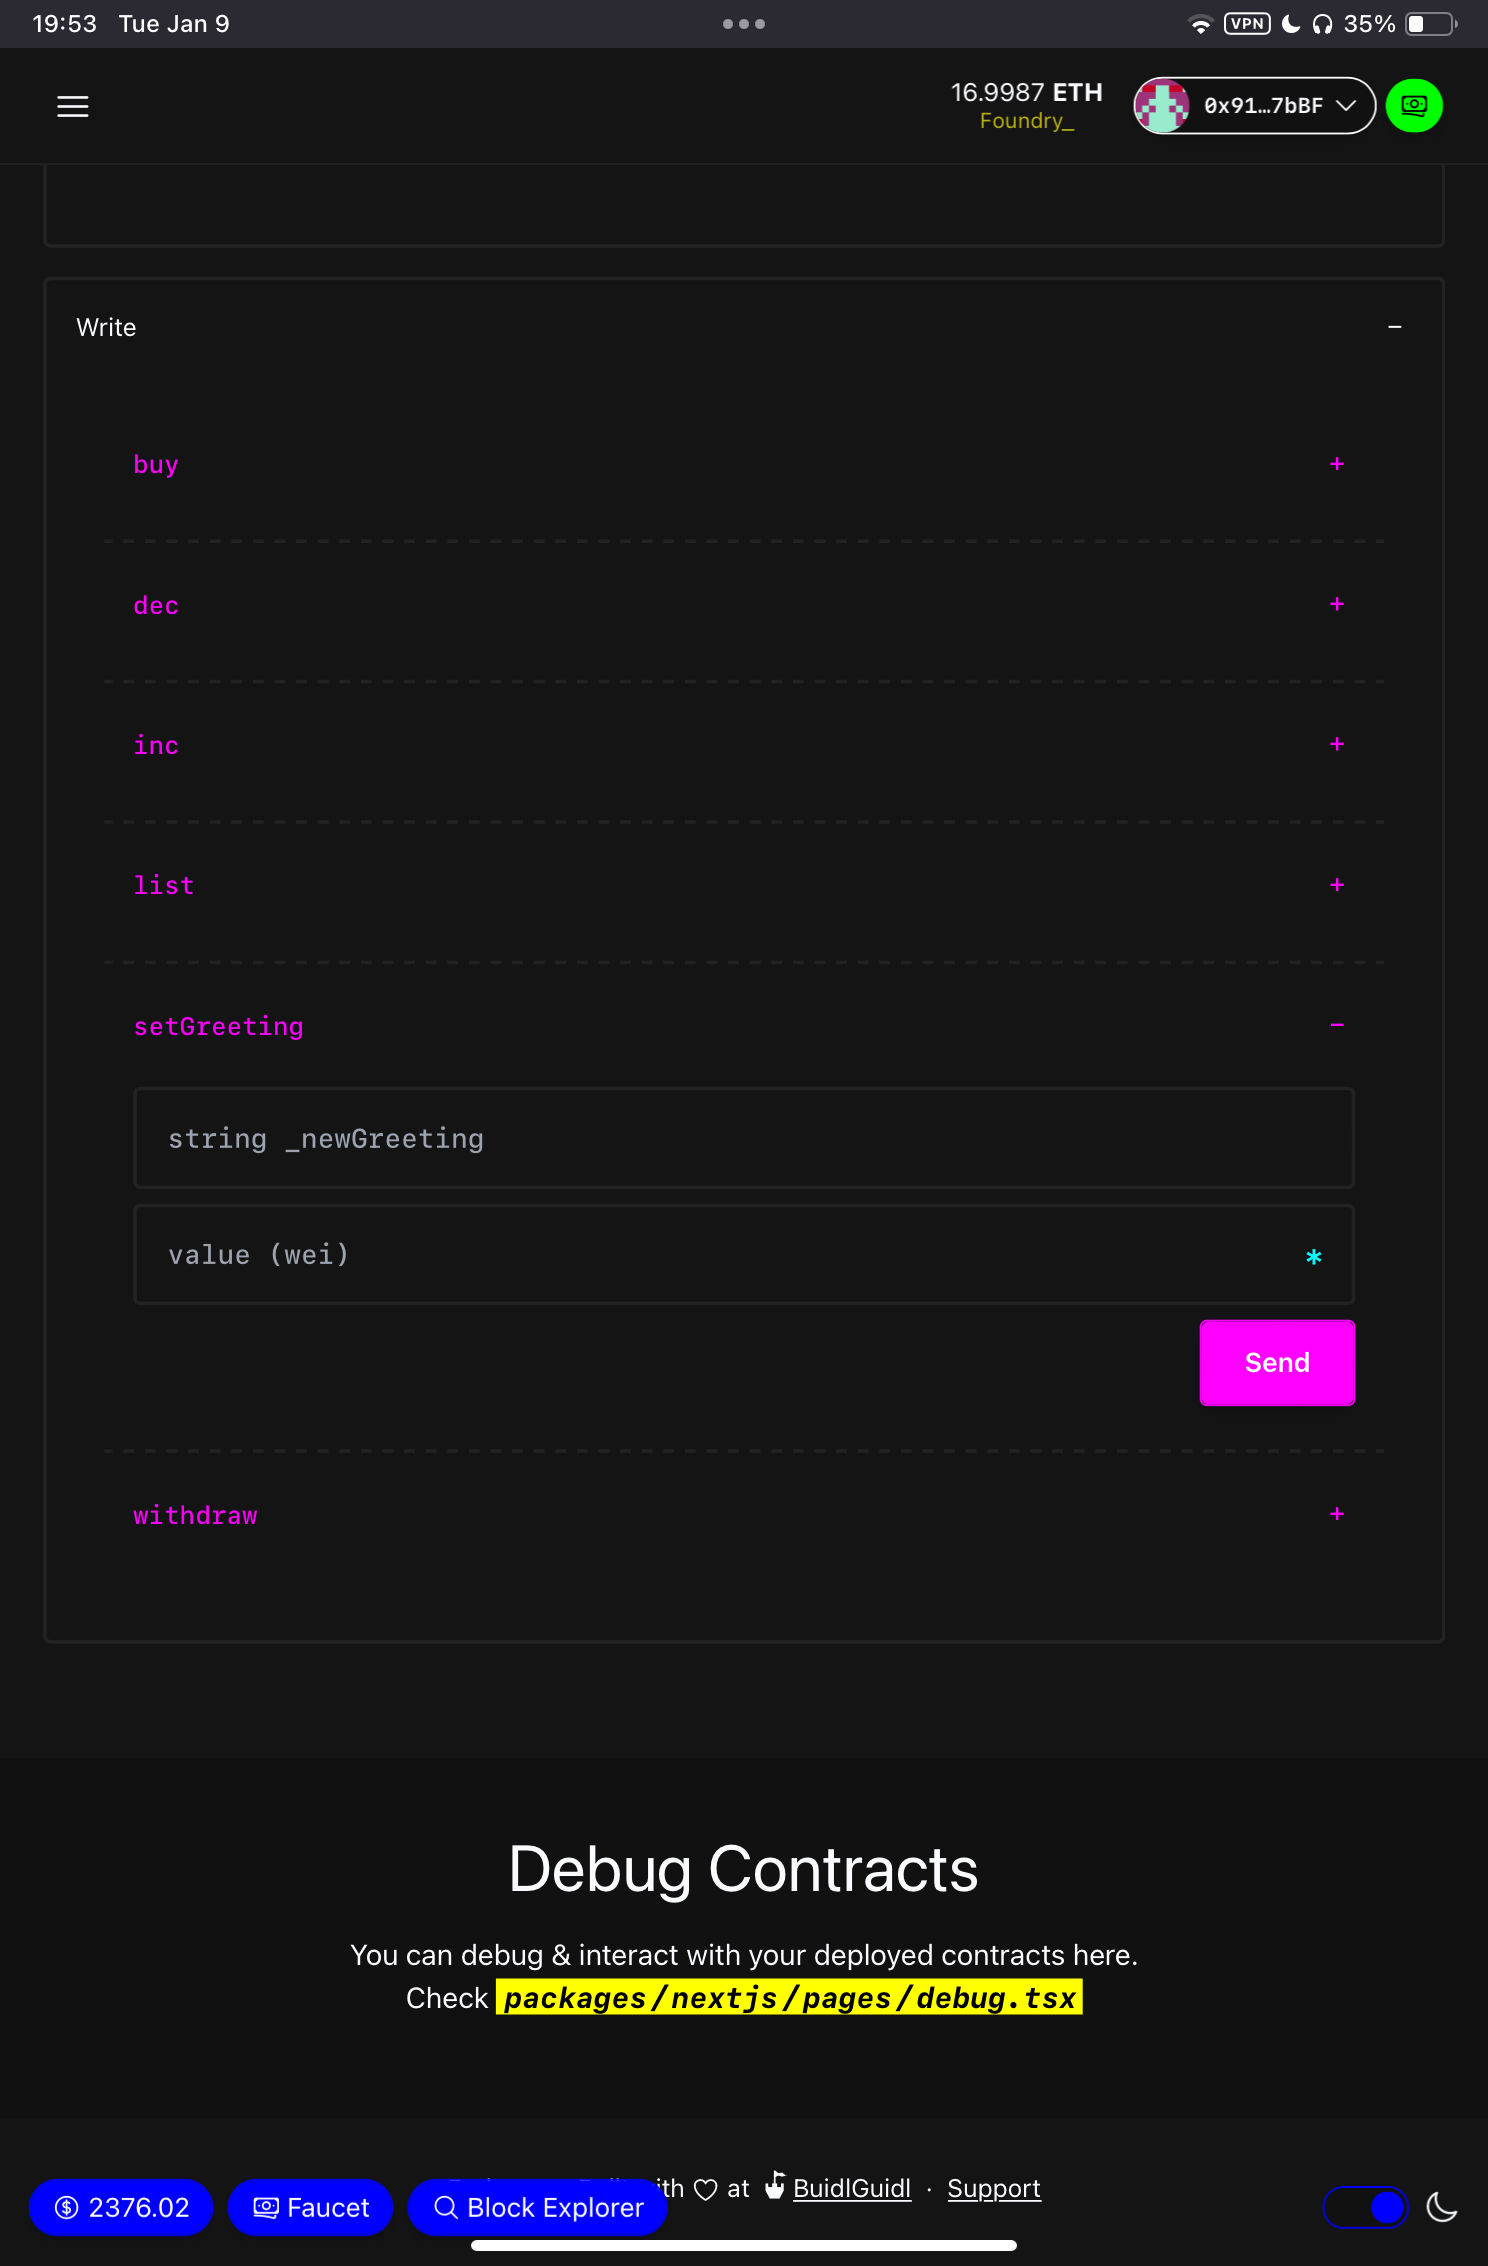 19:53 Tue Jan 9
VPN 35%
16.9987 ETH
Foundry_
0x91...7bBF
Write
−
buy +
dec +
inc +
list +
setGreeting −
string _newGreeting
value (wei) *
Send
withdraw +
Debug Contracts
You can debug & interact with your deployed contracts here.
Check packages/nextjs/pages/debug.tsx
at BuidlGuidl · Support
2376.02 Faucet Block Explorer